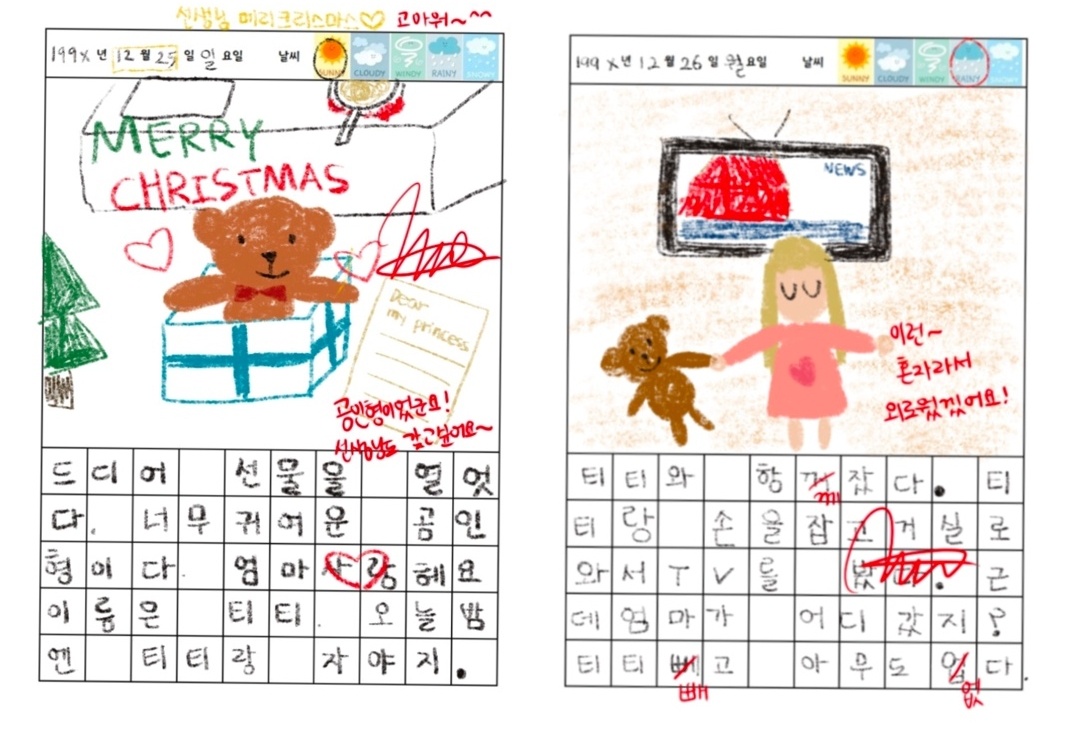 선생님 메리크리스마스♡ 고마워~^^
199X 년 12 월 25 일 일 요일 날씨 SUNNY CLOUDY WINDY RAINY SNOWY
MERRY
CHRISTMAS
Dear
my princess
곰인형이었군요!
선생님도 갖고싶어요~
드디어 선물을 열엇
다. 너무 귀여운 곰인
형이다. 엄마사랑헤요
이름은 티티. 오늘밤
엔 티티랑 자야지.
199X 년 12 월 26 일 월 요일 날씨 SUNNY CLOUDY WINDY RAINY SNOWY
NEWS
이런~
혼자라서
외로웠겠어요!
티티와 함 잤다. 티
께
티랑 손을 잡고거실로
와서TV를 . 근
데엄마가 어디갔지?
티티빼고 아무도 다.
빼 없